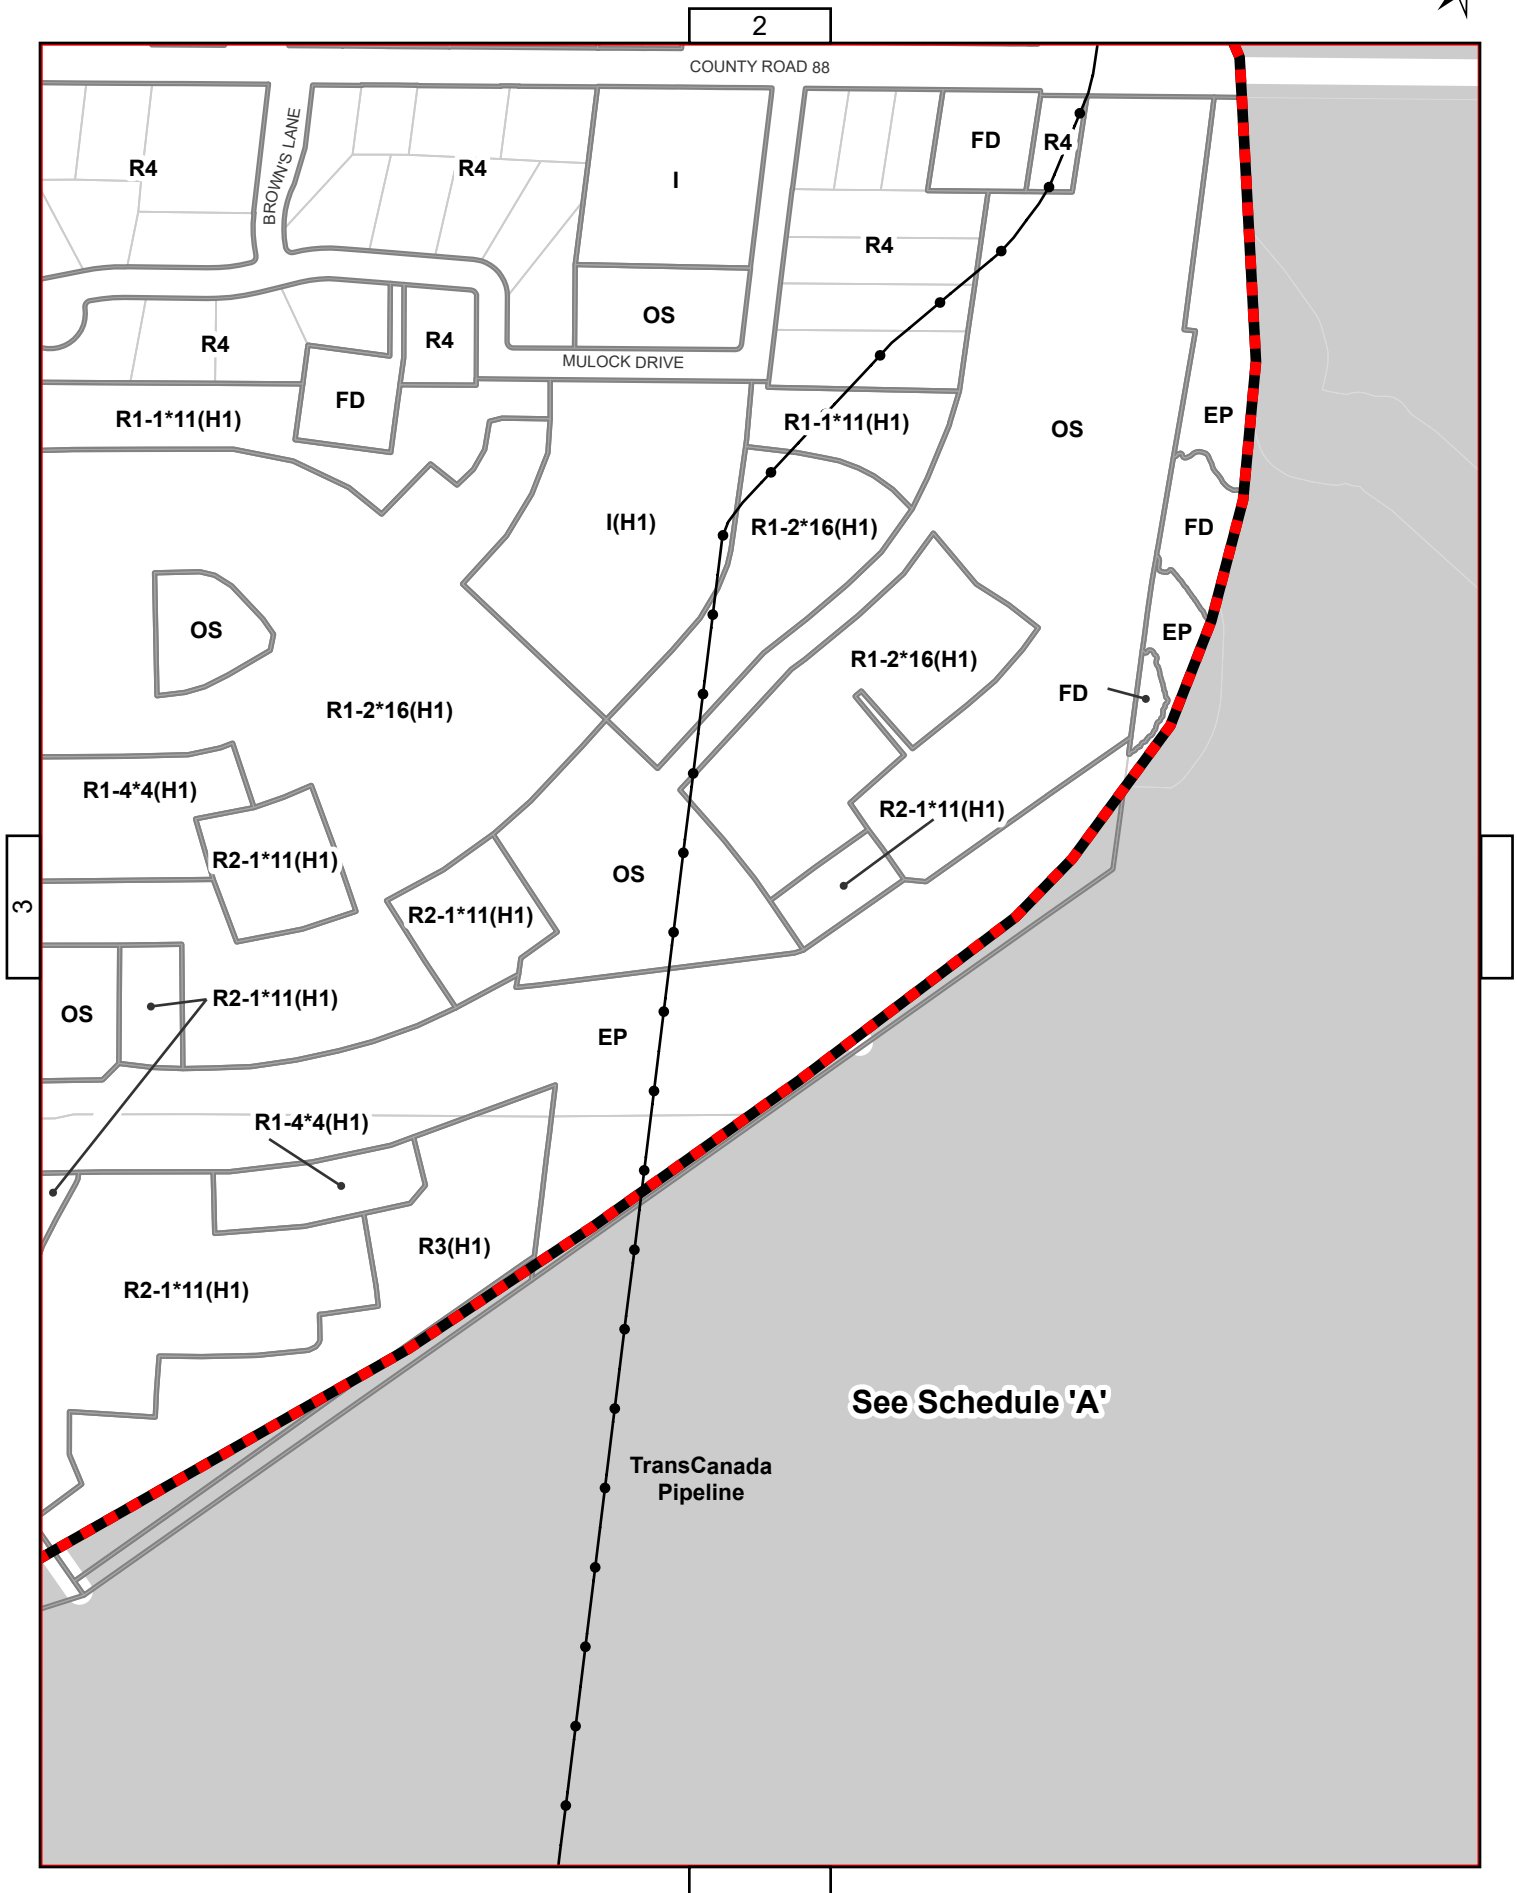 2
COUNTY ROAD 88
BROWN'S LANE
R4
R4
I
FD
R4
R4
OS
R4
R4
MULOCK DRIVE
FD
R1-1*11(H1)
R1-1*11(H1)
OS
EP
I(H1)
R1-2*16(H1)
FD
OS
EP
R1-2*16(H1)
FD
R1-2*16(H1)
R1-4*4(H1)
R2-1*11(H1)
R2-1*11(H1)
OS
R2-1*11(H1)
3
R2-1*11(H1)
OS
EP
R1-4*4(H1)
R3(H1)
R2-1*11(H1)
See Schedule 'A'
TransCanada
Pipeline